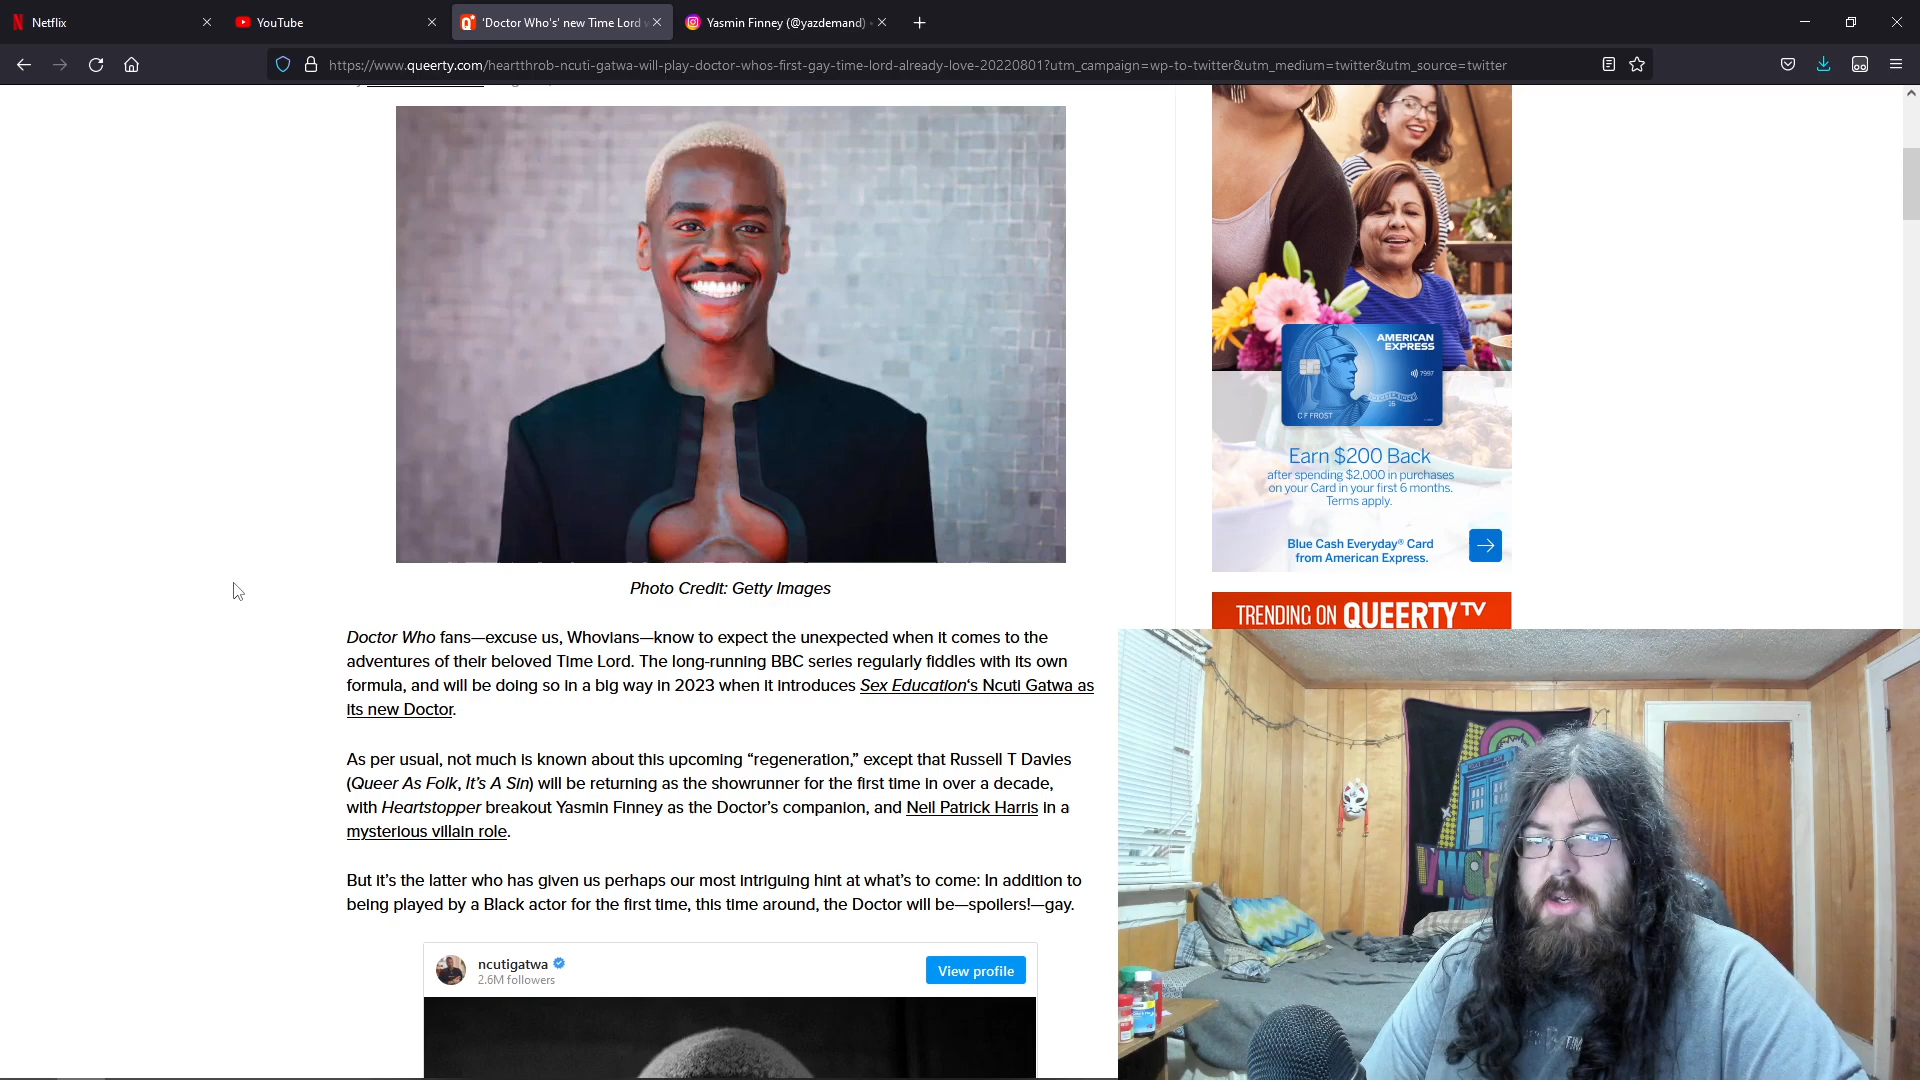 Netflix
YouTube
'Doctor Who's' new Time Lord
Yasmin Finney (@yazdemand)
https://www.queerty.com/heartthrob-ncuti-gatwa-will-play-doctor-whos-first-gay-time-lord-already-love-20220801?utm_campaign=wp-to-twitter&utm_medium=twitter&utm_source=twitter
AMERICAN
EXPRESS
7997
C F FROST
Earn $200 Back
after spending $2,000 in purchases
on your Card in your first 6 months.
Terms apply.
Blue Cash Everyday® Card
from American Express.
Photo Credit: Getty Images
TRENDING ON QUEERTY TV
Doctor Who fans—excuse us, Whovians—know to expect the unexpected when it comes to the
adventures of their beloved Time Lord. The long-running BBC series regularly fiddles with its own
formula, and will be doing so in a big way in 2023 when it introduces Sex Education‘s Ncuti Gatwa as
its new Doctor.
As per usual, not much is known about this upcoming “regeneration,” except that Russell T Davies
(Queer As Folk, It’s A Sin) will be returning as the showrunner for the first time in over a decade,
with Heartstopper breakout Yasmin Finney as the Doctor’s companion, and Neil Patrick Harris in a
mysterious villain role.
But it’s the latter who has given us perhaps our most intriguing hint at what’s to come: In addition to
being played by a Black actor for the first time, this time around, the Doctor will be—spoilers!—gay.
ncutigatwa
2.6M followers
View profile